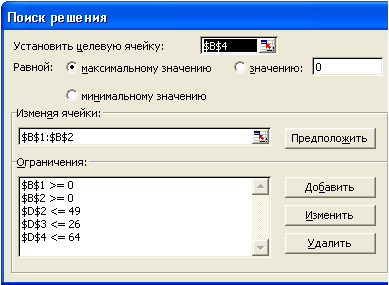 Поиск решения
Установить целевую ячейку: $B$4
Равной: максимальному значению значению: 0
минимальному значению
Изменяя ячейки:
$B$1:$B$2 Предположить
Ограничения:
$B$1 >= 0
$B$2 >= 0
$D$2 <= 49
$D$3 <= 26
$D$4 <= 64
Добавить
Изменить
Удалить